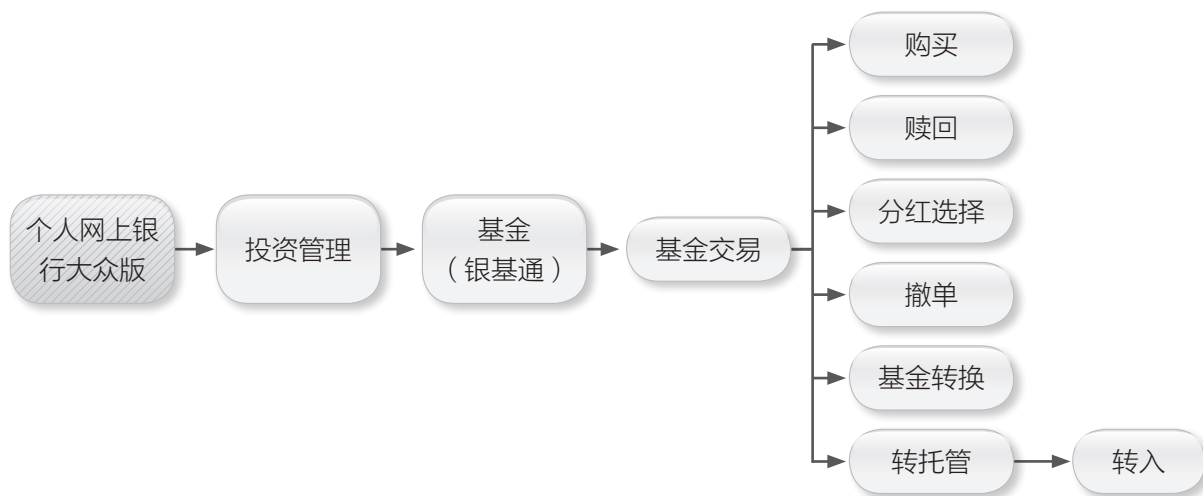 个人网上银
行大众版
投资管理
基金
（银基通）
基金交易
购买
赎回
分红选择
撤单
基金转换
转托管
转入